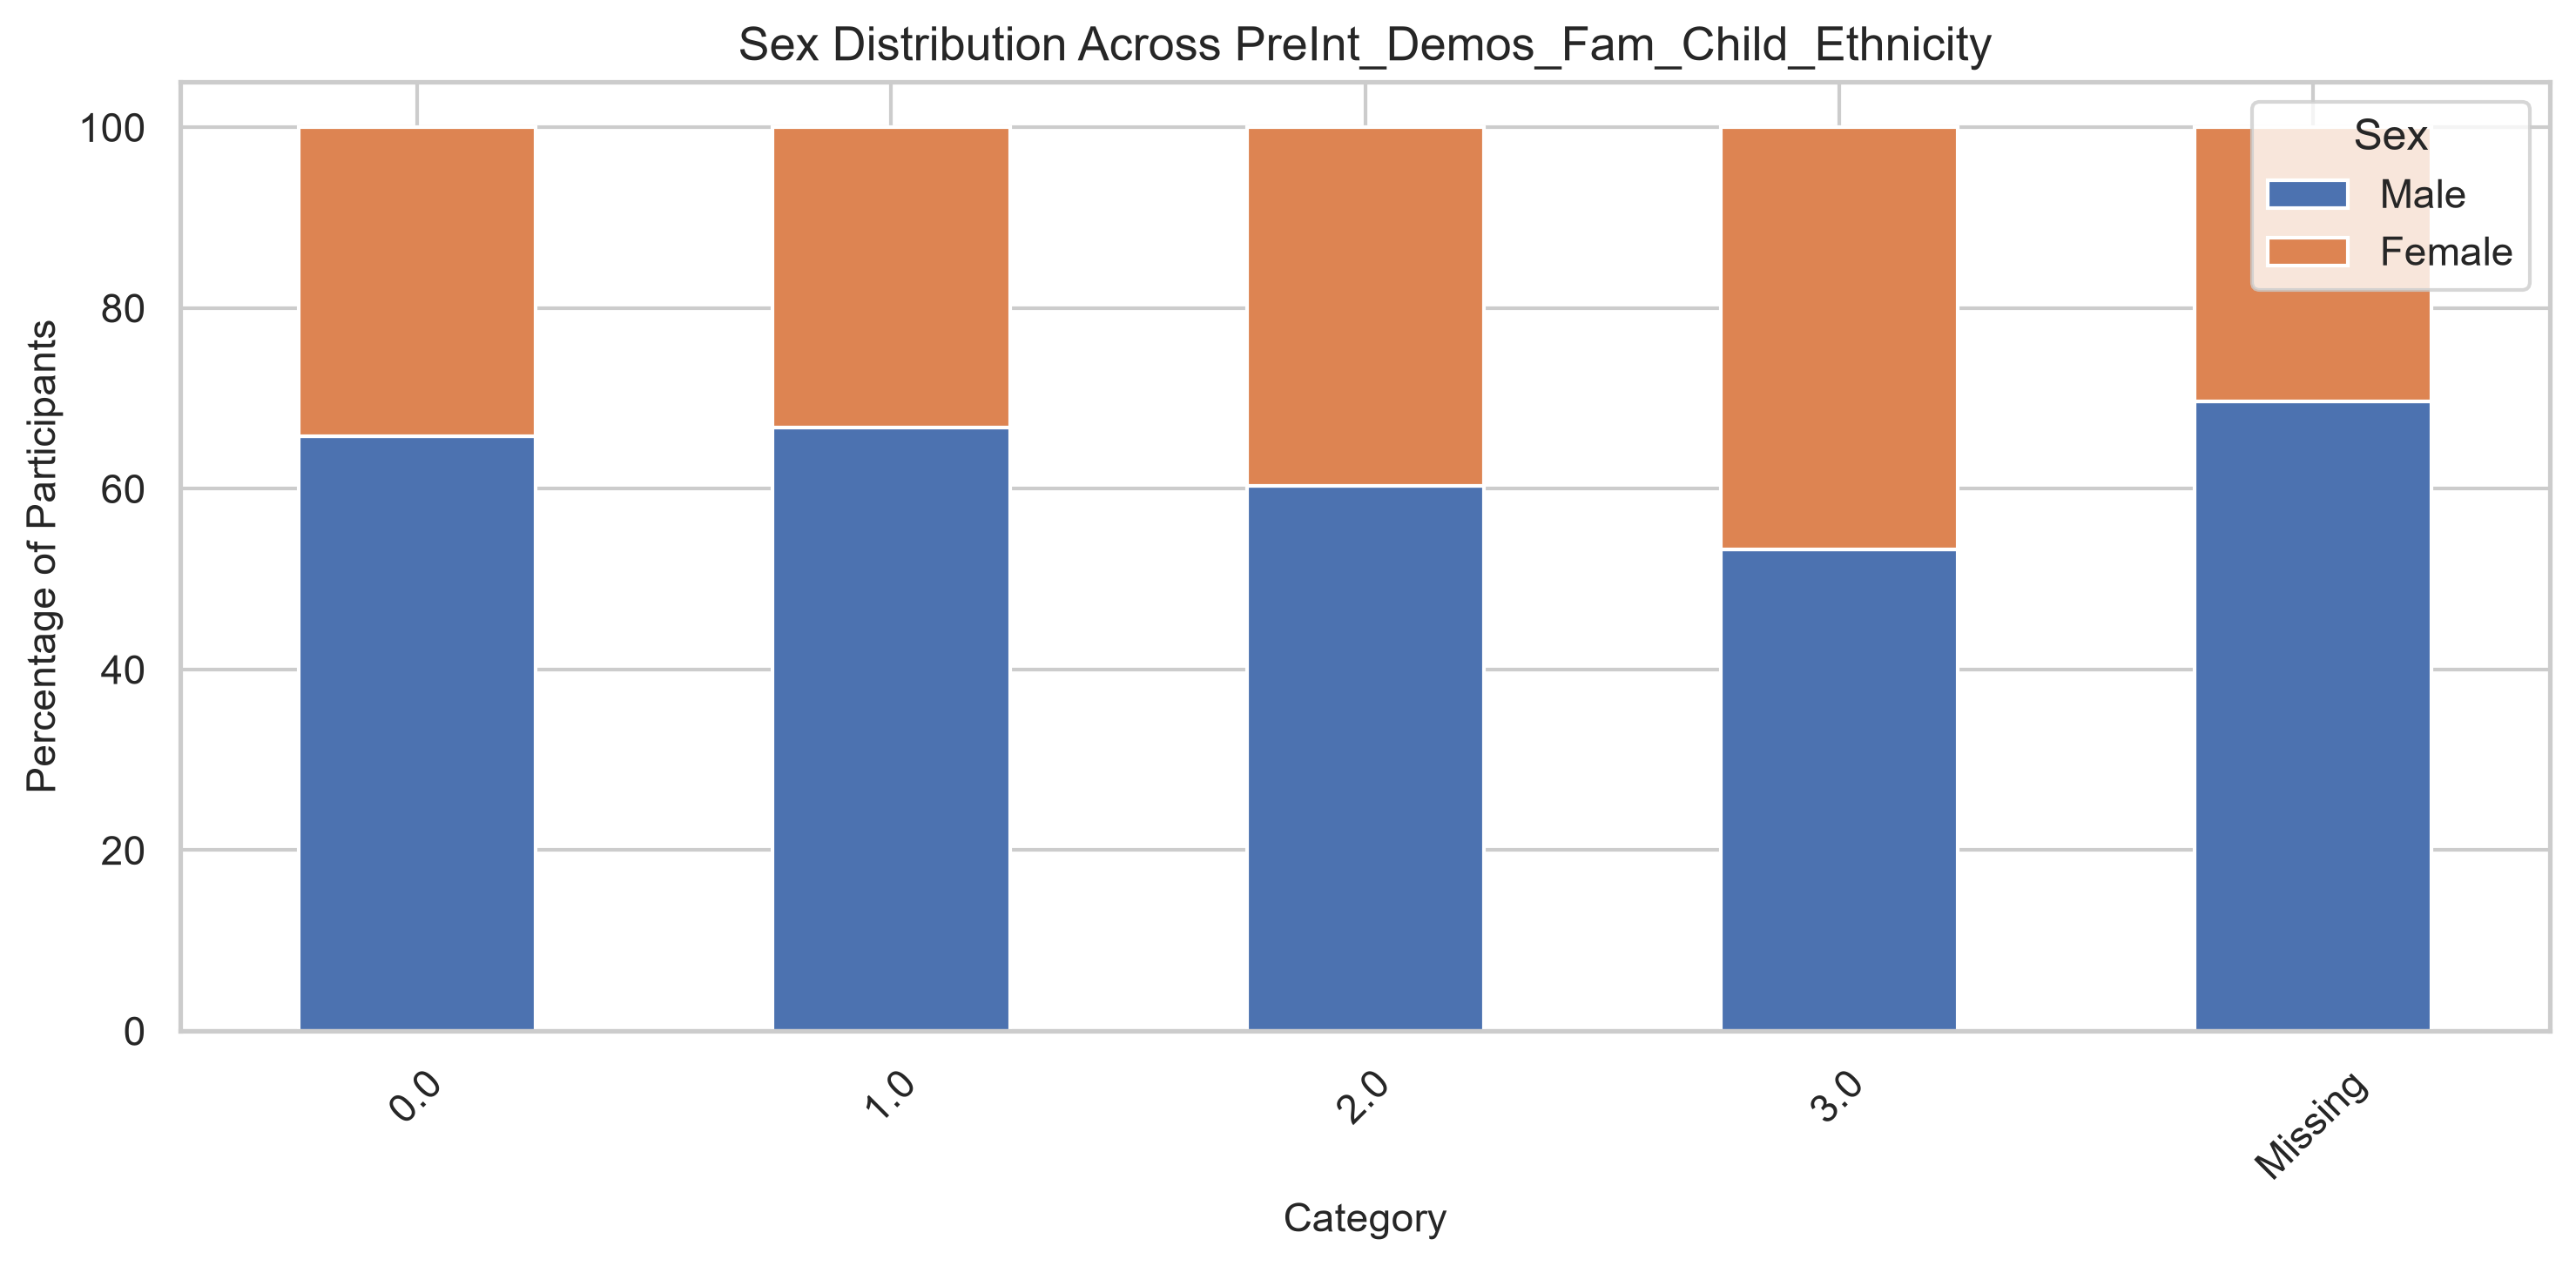 Sex Distribution Across PreInt_Demos_Fam_Child_Ethnicity
Percentage of Participants
100
80
60
40
20
0
Sex
Male
Female
0.0
1.0
2.0
3.0
Missing
Category